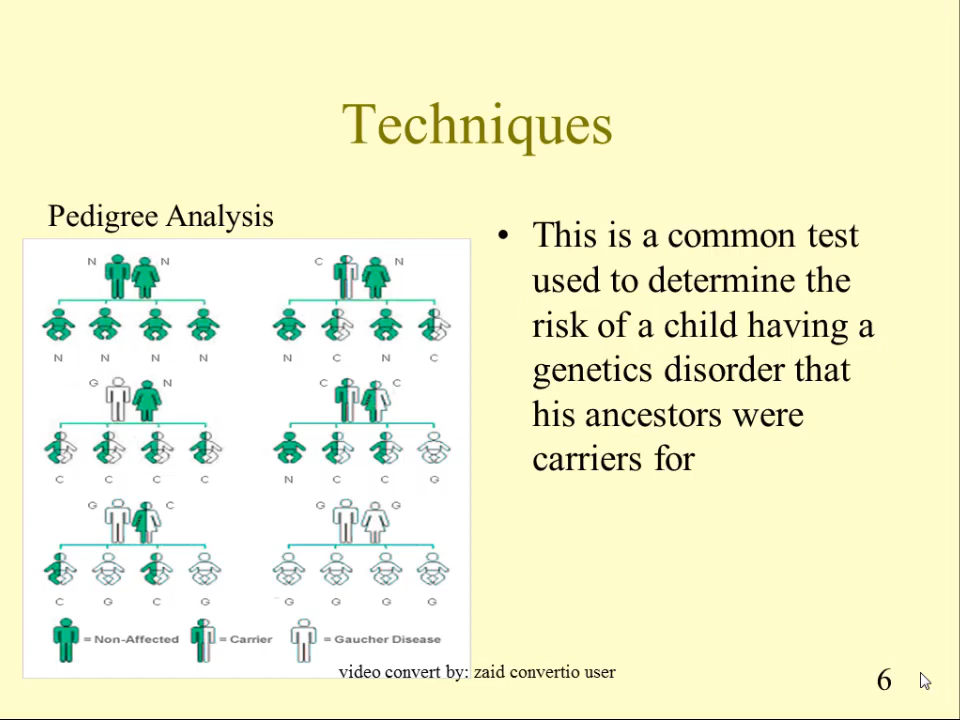 Techniques
Pedigree Analysis
N N C N
N N N N N C N C
G N C C
C C C C N C C G
G C G G
C G C G G G G G
= Non-Affected = Carrier = Gaucher Disease
• This is a common test
used to determine the
risk of a child having a
genetics disorder that
his ancestors were
carriers for
video convert by: zaid convertio user
6